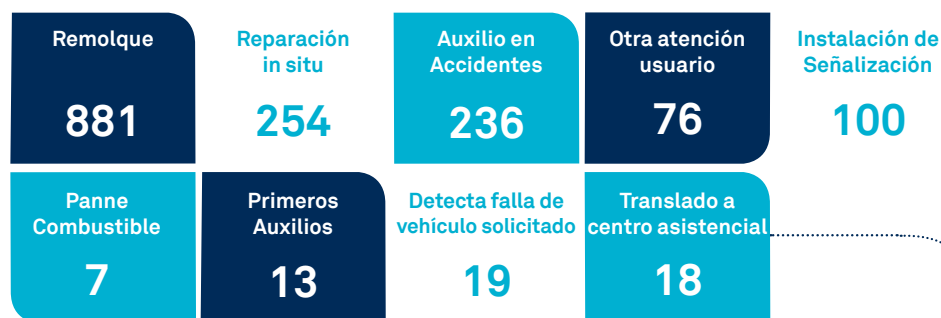 Remolque
881
Reparación
in situ
254
Auxilio en
Accidentes
236
Otra atención
usuario
76
Instalación de
Señalización
100
Panne
Combustible
7
Primeros
Auxilios
13
Detecta falla de
vehículo solicitado
19
Translado a
centro asistencial
18